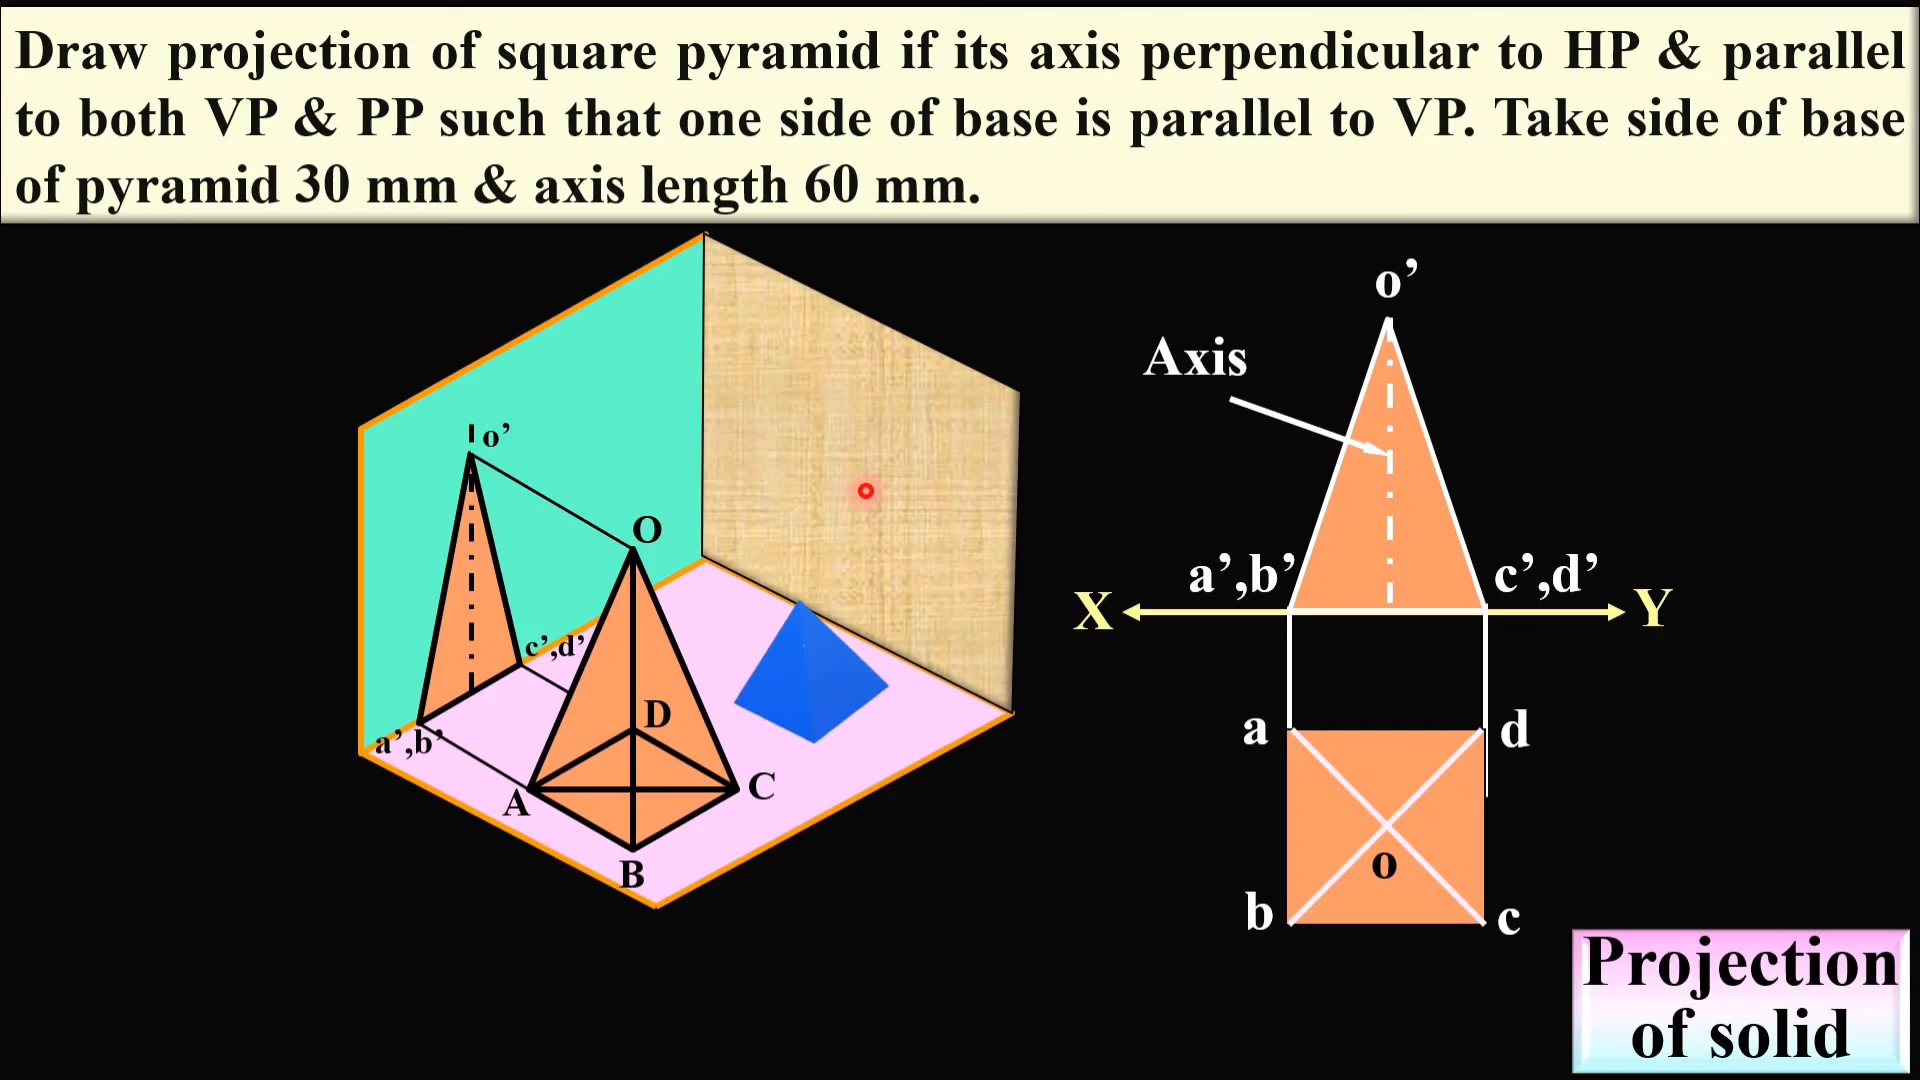 Draw projection of square pyramid if its axis perpendicular to HP & parallel
to both VP & PP such that one side of base is parallel to VP. Take side of base
of pyramid 30 mm & axis length 60 mm.
o’
Axis
o’
O
a’,b’
c’,d’
X
Y
c’,d’
D
a’,b’
a
d
A
C
B
o
b
c
Projection
of solid